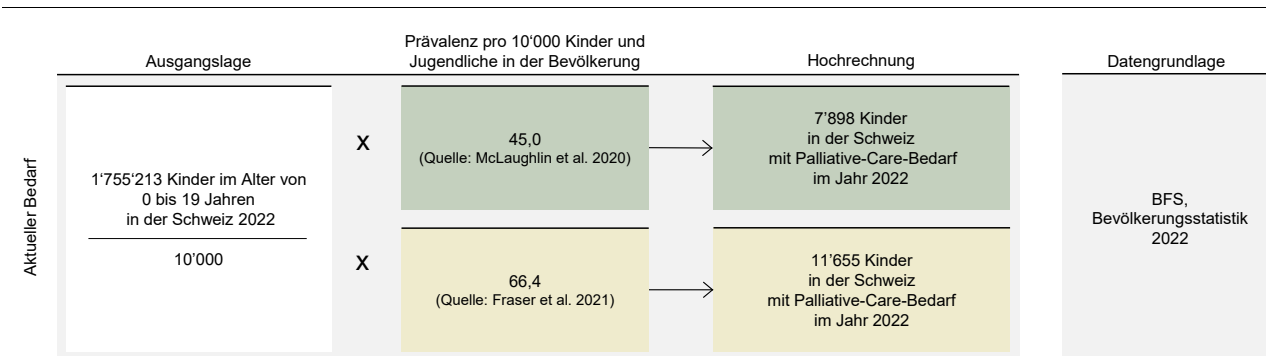 Ausgangslage
Prävalenz pro 10‘000 Kinder und
Jugendliche in der Bevölkerung
Hochrechnung
Datengrundlage
Aktueller Bedarf
1‘755‘213 Kinder im Alter von
0 bis 19 Jahren
in der Schweiz 2022
10’000
X
45,0
(Quelle: McLaughlin et al. 2020)
7’898 Kinder
in der Schweiz
mit Palliative-Care-Bedarf
im Jahr 2022
X
66,4
(Quelle: Fraser et al. 2021)
11’655 Kinder
in der Schweiz
mit Palliative-Care-Bedarf
im Jahr 2022
BFS,
Bevölkerungsstatistik
2022